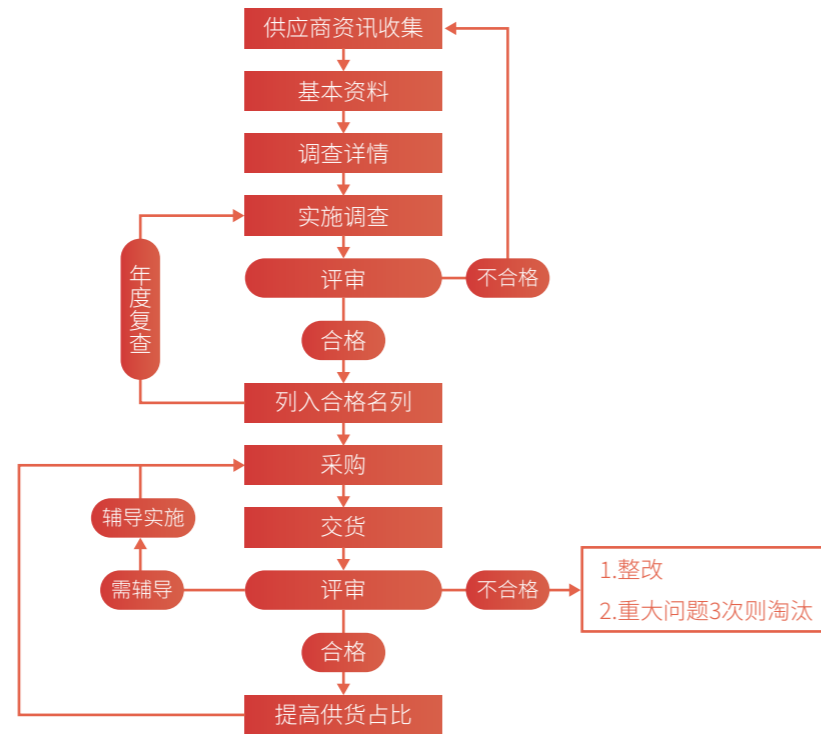 供应商资讯收集
基本资料
调查详情
实施调查
评审
不合格
年度复查
合格
列入合格名列
采购
辅导实施
交货
需辅导
评审
不合格
1.整改
2.重大问题3次则淘汰
合格
提高供货占比